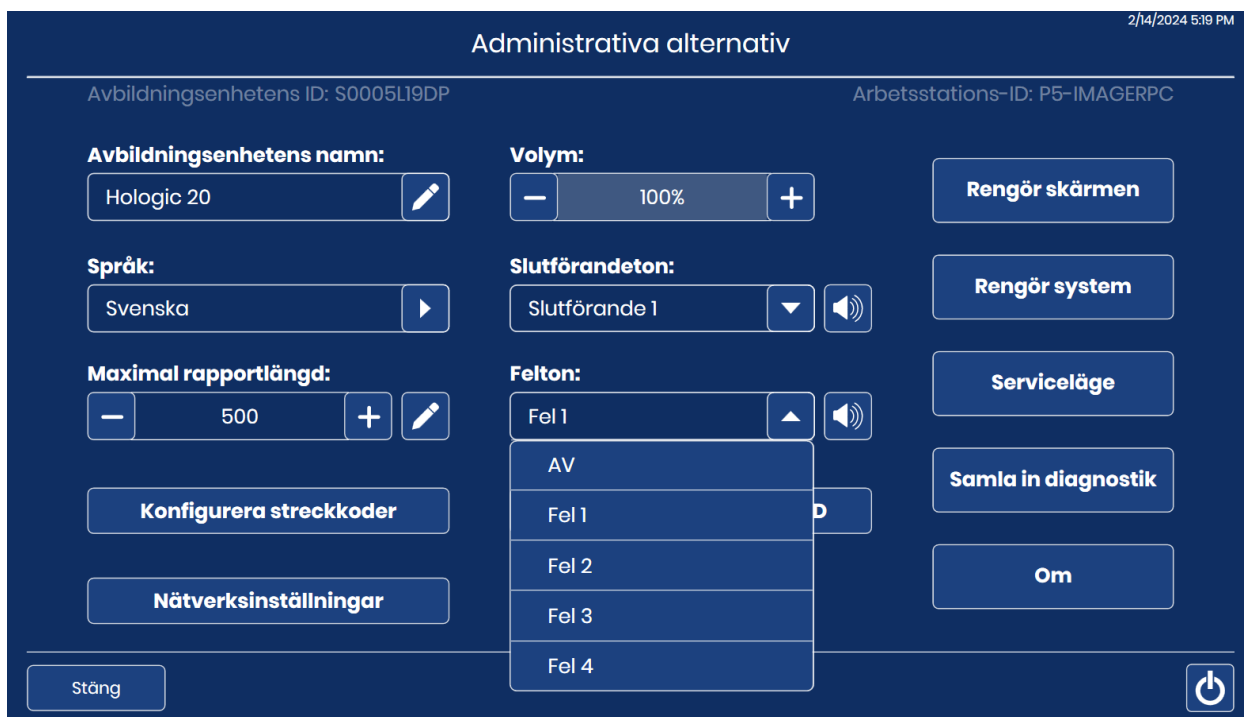 2/14/2024 5:19 PM
Administrativa alternativ
Avbildningsenhetens ID: S0005L19DP
Arbetsstations-ID: P5-IMAGERPC
Avbildningsenhetens namn:
Hologic 20
Språk:
Svenska
Maximal rapportlängd:
500
Konfigurera streckkoder
Nätverksinställningar
Volym:
100%
Slutförandeton:
Slutförande 1
Felton:
Fel 1
AV
Fel 1
Fel 2
Fel 3
Fel 4
D
Rengör skärmen
Rengör system
Serviceläge
Samla in diagnostik
Om
Stäng